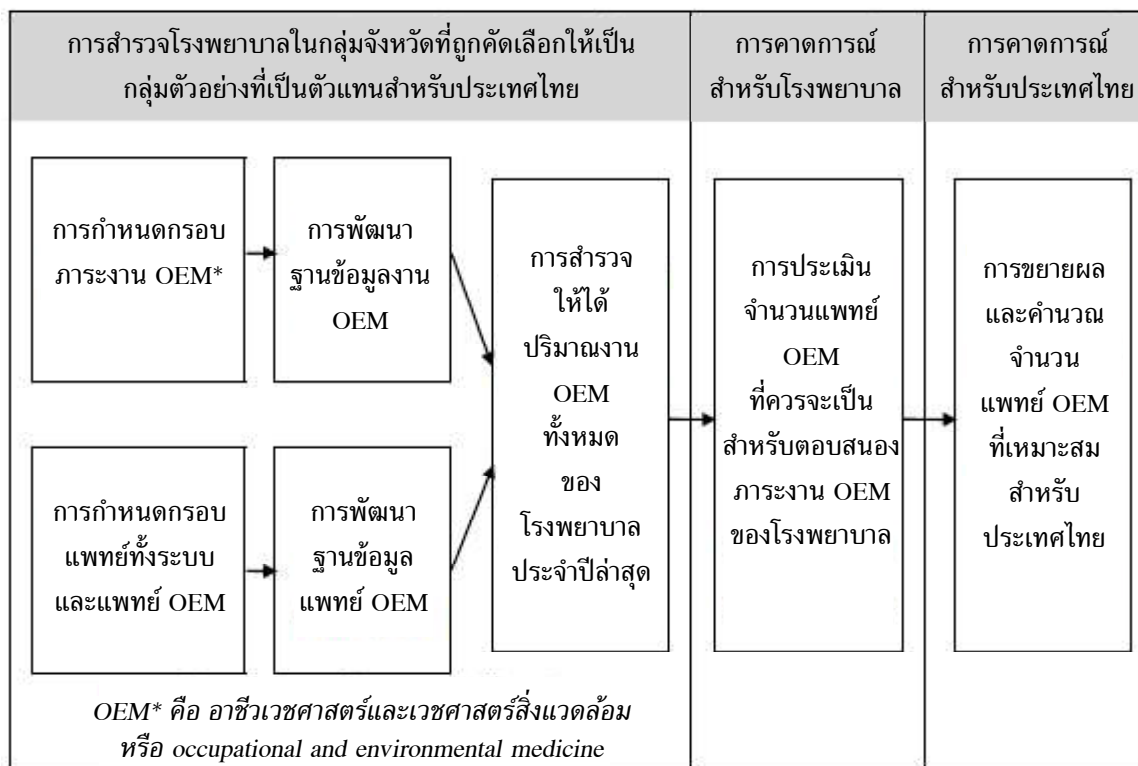 การสำรวจโรงพยาบาลในกลุ่มจังหวัดที่ถูกคัดเลือกให้เป็น
กลุ่มตัวอย่างที่เป็นตัวแทนสำหรับประเทศไทย
การคาดการณ์
สำหรับโรงพยาบาล
การคาดการณ์
สำหรับประเทศไทย
การกำหนดกรอบ
ภาระงาน OEM*
การพัฒนา
ฐานข้อมูลงาน
OEM
การกำหนดกรอบ
แพทย์ทั้งระบบ
และแพทย์ OEM
การพัฒนา
ฐานข้อมูล
แพทย์ OEM
การสำรวจ
ให้ได้
ปริมาณงาน
OEM
ทั้งหมด
ของ
โรงพยาบาล
ประจำปีล่าสุด
การประเมิน
จำนวนแพทย์
OEM
ที่ควรจะเป็น
สำหรับตอบสนอง
ภาระงาน OEM
ของโรงพยาบาล
การขยายผล
และคำนวณ
จำนวน
แพทย์ OEM
ที่เหมาะสม
สำหรับ
ประเทศไทย
OEM* คือ อาชีวเวชศาสตร์และเวชศาสตร์สิ่งแวดล้อม
หรือ occupational and environmental medicine